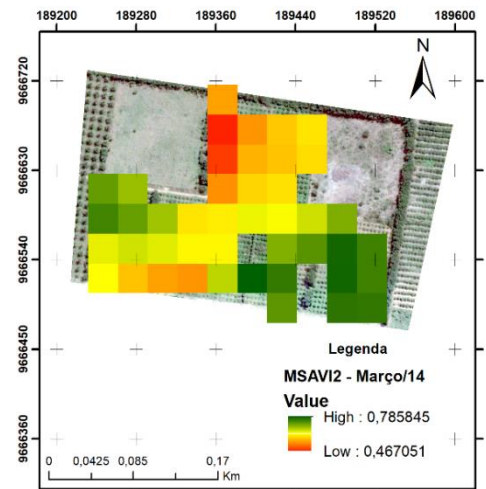 189200 189280 189360 189440 189520 189600
N
9666720
9666630
9666540
9666450
9666360
Legenda
MSAVI2 - Março/14
Value
High : 0,785845
Low : 0,467051
0 0,0425 0,085 0,17
Km